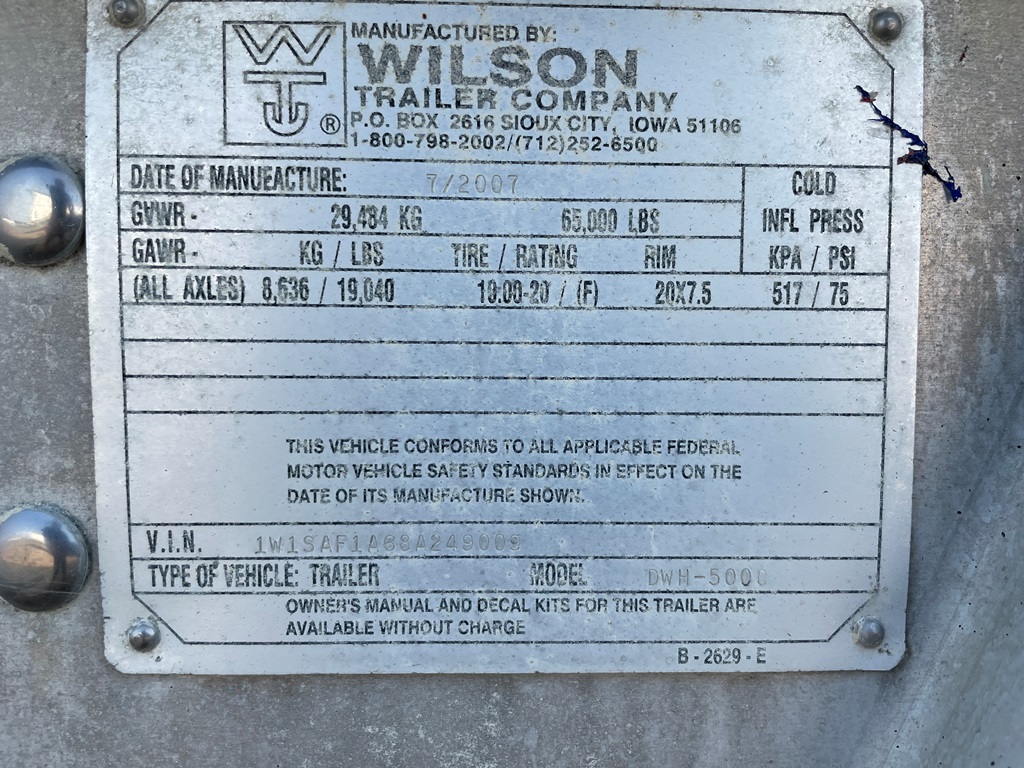 WTJ ®
MANUFACTURED BY:
WILSON
TRAILER COMPANY
P.O. BOX 2616 SIOUX CITY, IOWA 51106
1-800-798-2002/(712)252-6500
DATE OF MANUFACTURE: 7/2007 COLD
GVWR - 29,484 KG 65,000 LBS INFL PRESS
GAWR - KG / LBS TIRE / RATING RIM KPA / PSI
(ALL AXLES) 8,636 / 19,040 10.00-20 / (F) 20X7.5 517 / 75
THIS VEHICLE CONFORMS TO ALL APPLICABLE FEDERAL
MOTOR VEHICLE SAFETY STANDARDS IN EFFECT ON THE
DATE OF ITS MANUFACTURE SHOWN.
V.I.N. 1W1SAF1A68A249009
TYPE OF VEHICLE: TRAILER MODEL DWH-500C
OWNER'S MANUAL AND DECAL KITS FOR THIS TRAILER ARE
AVAILABLE WITHOUT CHARGE
B - 2629 - E